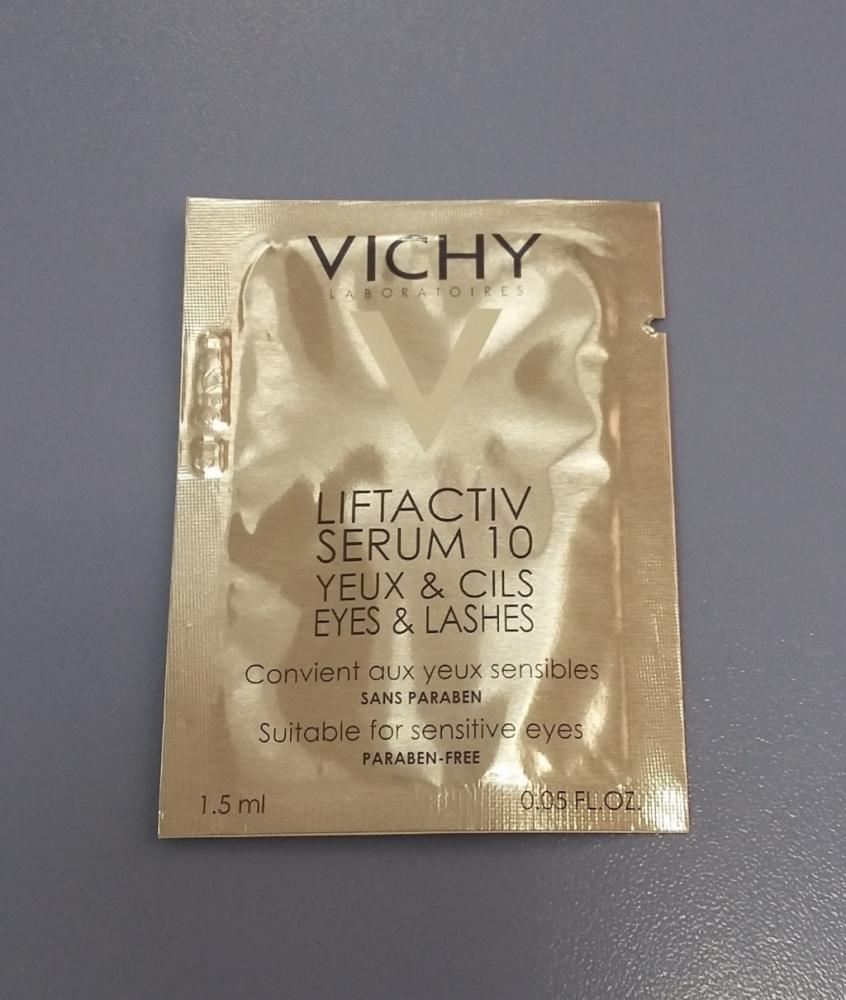 VICHY
LABORATOIRES
V
LIFTACTIV
SERUM 10
YEUX & CILS
EYES & LASHES
Convient aux yeux sensibles
SANS PARABEN
Suitable for sensitive eyes
PARABEN-FREE
1.5 ml 0.05 FL.OZ.